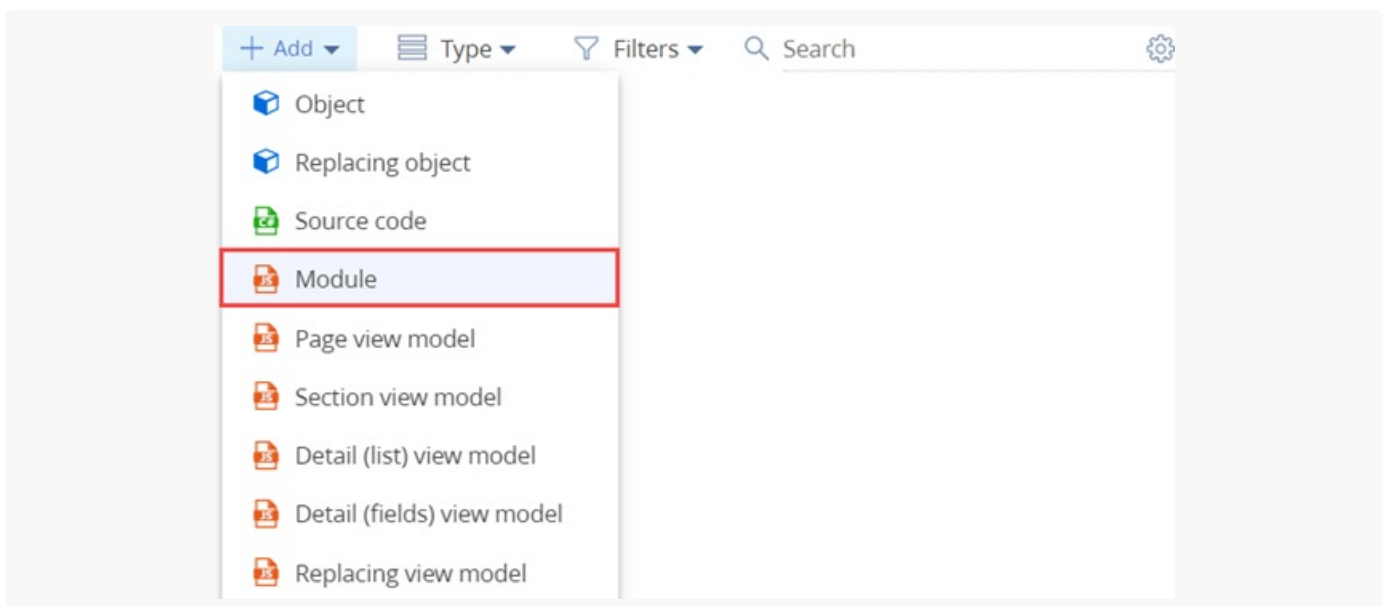 + Add Type Filters Search
Object
Replacing object
Source code
Module
Page view model
Section view model
Detail (list) view model
Detail (fields) view model
Replacing view model